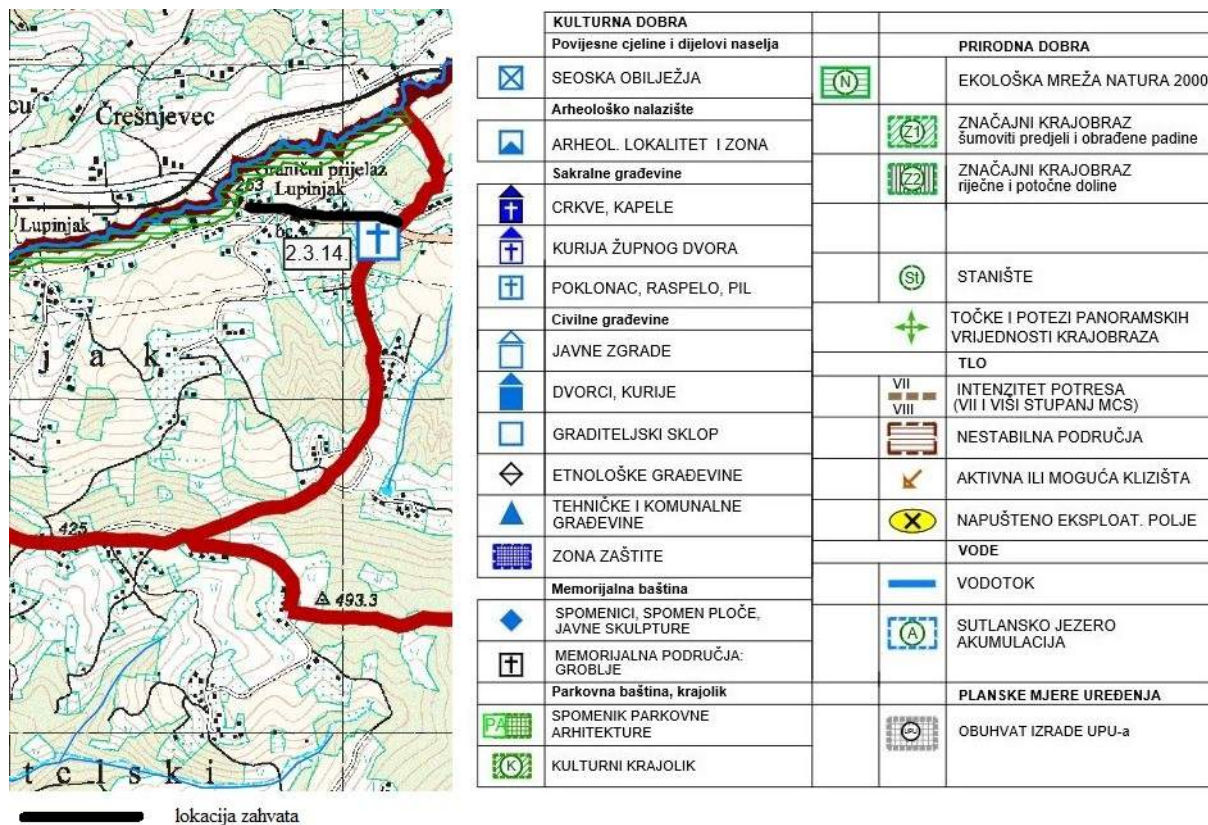 Črešnjevec
Granični prijelaz
Lupinjak
263
Lupinjak
2.3.14.
j a k
425
493.3
t e l s k i
lokacija zahvata
KULTURNA DOBRA
Povijesne cjeline i dijelovi naselja
SEOSKA OBILJEŽJA
Arheološko nalazište
ARHEOL. LOKALITET I ZONA
Sakralne građevine
CRKVE, KAPELE
KURIJA ŽUPNOG DVORA
POKLONAC, RASPELO, PIL
Civilne građevine
JAVNE ZGRADE
DVORCI, KURIJE
GRADITELJSKI SKLOP
ETNOLOŠKE GRAĐEVINE
TEHNIČKE I KOMUNALNE
GRAĐEVINE
ZONA ZAŠTITE
Memorijalna baština
SPOMENICI, SPOMEN PLOČE,
JAVNE SKULPTURE
MEMORIJALNA PODRUČJA:
GROBLJE
Parkovna baština, krajolik
PA
SPOMENIK PARKOVNE
ARHITEKTURE
K
KULTURNI KRAJOLIK
PRIRODNA DOBRA
N
EKOLOŠKA MREŽA NATURA 2000
Z1
ZNAČAJNI KRAJOBRAZ
šumoviti predjeli i obrađene padine
Z2
ZNAČAJNI KRAJOBRAZ
riječne i potočne doline
St
STANIŠTE
TOČKE I POTEZI PANORAMSKIH
VRIJEDNOSTI KRAJOBRAZA
TLO
VII
VIII
INTENZITET POTRESA
(VII I VIŠI STUPANJ MCS)
NESTABILNA PODRUČJA
AKTIVNA ILI MOGUĆA KLIZIŠTA
NAPUŠTENO EKSPLOAT. POLJE
VODE
VODOTOK
A
SUTLANSKO JEZERO
AKUMULACIJA
PLANSKE MJERE UREĐENJA
UPU
OBUHVAT IZRADE UPU-a